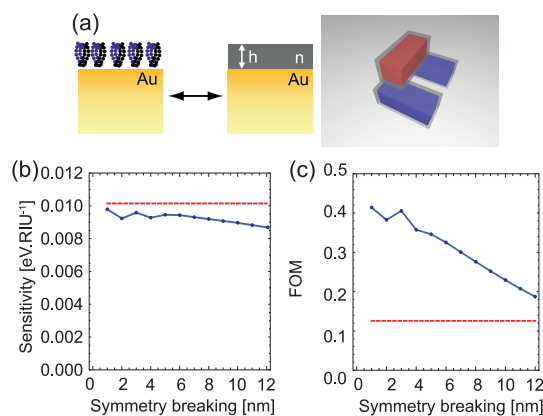 (a)
Au
h
n
Au
(b)
Sensitivity [eV.RIU⁻¹]
0.012
0.010
0.008
0.006
0.004
0.002
0.000
0 2 4 6 8 10 12
Symmetry breaking [nm]
(c)
FOM
0.5
0.4
0.3
0.2
0.1
0.0
0 2 4 6 8 10 12
Symmetry breaking [nm]